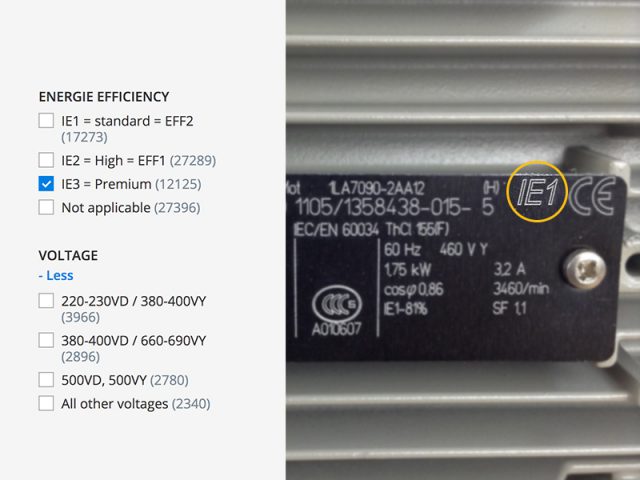 ENERGIE EFFICIENCY
IE1 = standard = EFF2
(17273)
IE2 = High = EFF1 (27289)
IE3 = Premium (12125)
Not applicable (27396)
VOLTAGE
- Less
220-230VD / 380-400VY
(3966)
380-400VD / 660-690VY
(2896)
500VD, 500VY (2780)
All other voltages (2340)
Mot 1LA7090-2AA12 (H) IE1 CE
1105/1358438-015- 5
IEC/EN 60034 ThCl 155(F)
60 Hz 460 V Y
1,75 kW 3,2 A
cosφ 0,86 3460/min
IE1-81% SF 1,1
CCC S
A010607